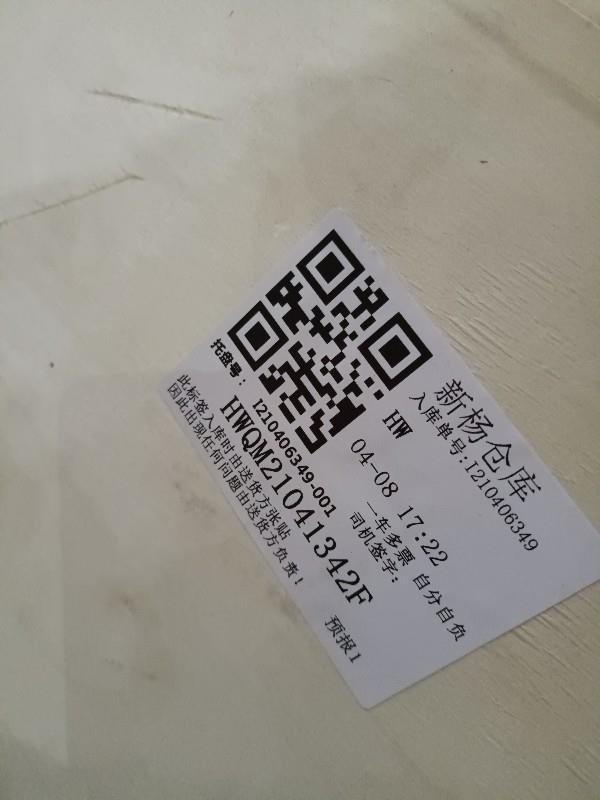 新杨仓库
入库单号:1210406349
HW
04-08 17:22
一车多票 自分自负
司机签字:
托盘号: 1210406349-001
HWQM21041342F
预报1
此标签入库时由送货方张贴
因此出现任何问题由送货方负责!